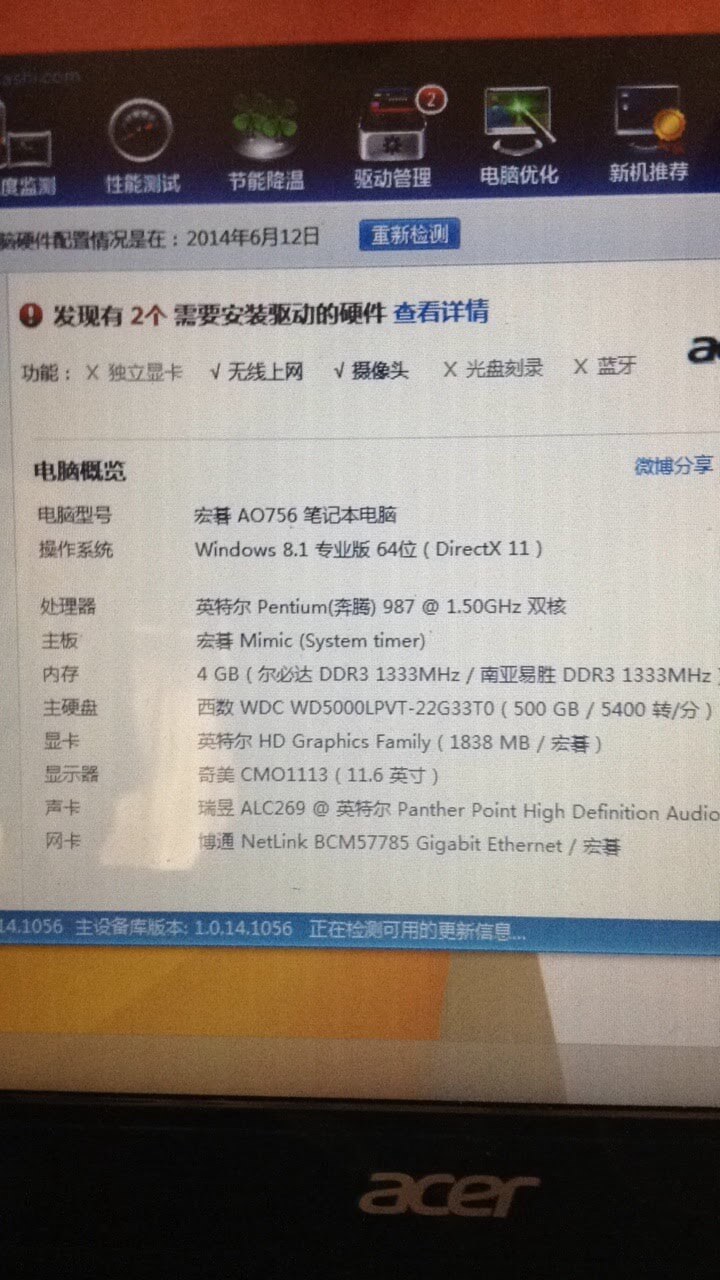 ashi.com
度监测 性能测试 节能降温 驱动管理 2 电脑优化 新机推荐
脑硬件配置情况是在：2014年6月12日 重新检测
发现有 2个 需要安装驱动的硬件 查看详情
功能： X 独立显卡 √ 无线上网 √ 摄像头 X 光盘刻录 X 蓝牙
电脑概览 微博分享
电脑型号 宏碁 AO756 笔记本电脑
操作系统 Windows 8.1 专业版 64位 ( DirectX 11 )
处理器 英特尔 Pentium(奔腾) 987 @ 1.50GHz 双核
主板 宏碁 Mimic (System timer)
内存 4 GB ( 尔必达 DDR3 1333MHz / 南亚易胜 DDR3 1333MHz )
主硬盘 西数 WDC WD5000LPVT-22G33T0 ( 500 GB / 5400 转/分 )
显卡 英特尔 HD Graphics Family ( 1838 MB / 宏碁 )
显示器 奇美 CMO1113 ( 11.6 英寸 )
声卡 瑞昱 ALC269 @ 英特尔 Panther Point High Definition Audio
网卡 博通 NetLink BCM57785 Gigabit Ethernet / 宏碁
14.1056 主设备库版本: 1.0.14.1056 正在检测可用的更新信息...
acer